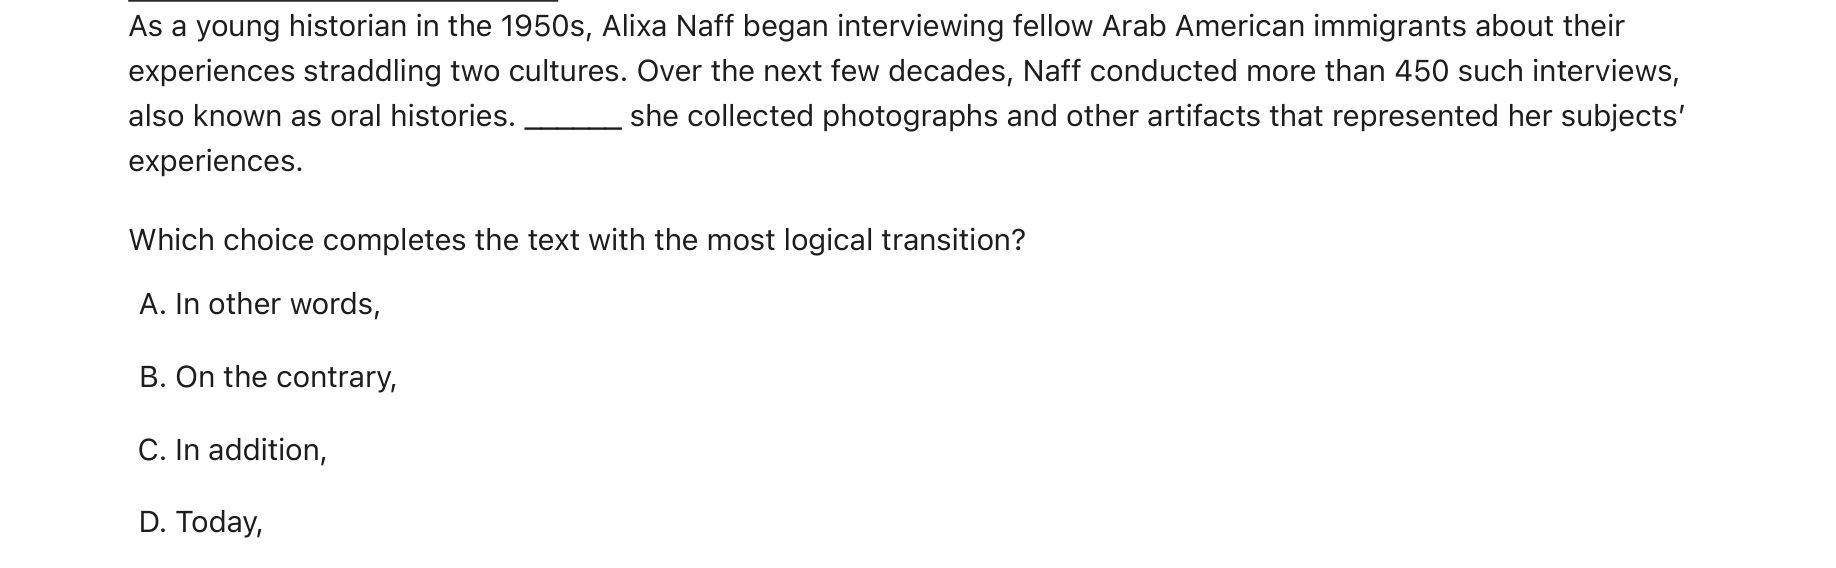 As a young historian in the 1950s, Alixa Naff began interviewing fellow Arab American immigrants about their
experiences straddling two cultures. Over the next few decades, Naff conducted more than 450 such interviews,
also known as oral histories. ______ she collected photographs and other artifacts that represented her subjects’
experiences.
Which choice completes the text with the most logical transition?
A. In other words,
B. On the contrary,
C. In addition,
D. Today,